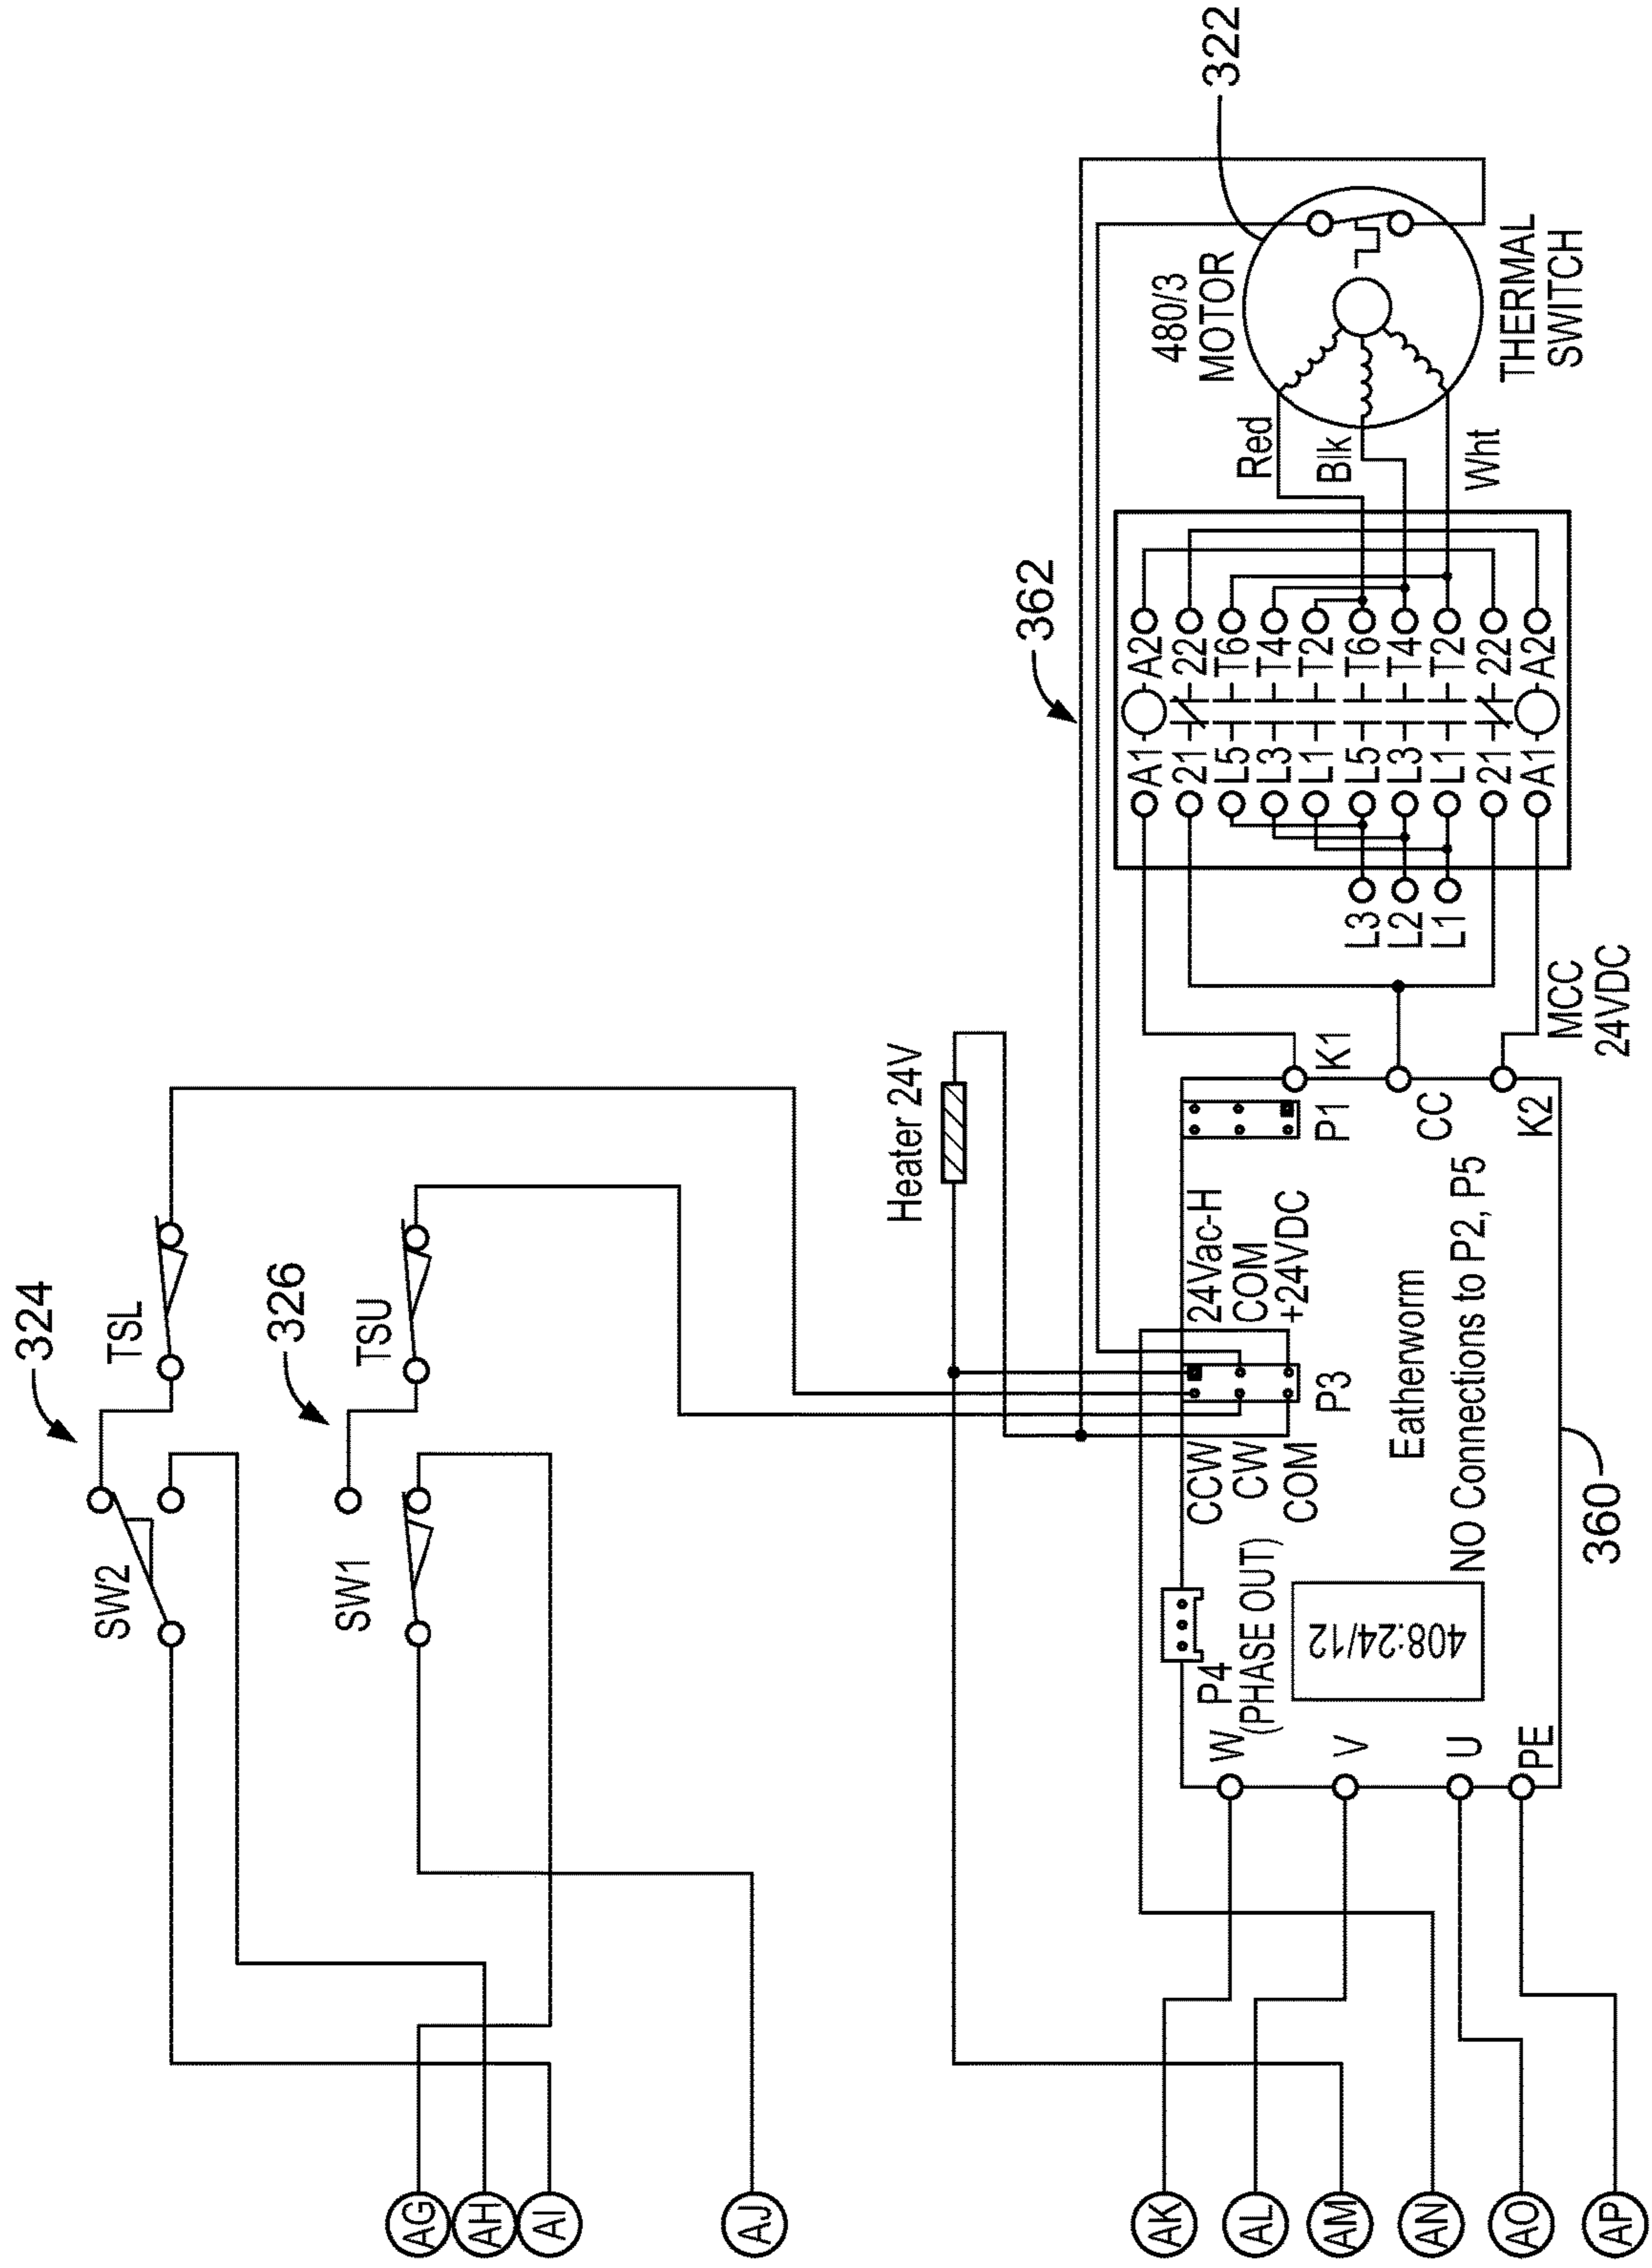 324
TSL
SW2
326
TSU
SW1
AG
AH
AI
AJ
Heater 24V
362
322
480/3
MOTOR
THERMAL
SWITCH
Red
Blk
Wht
A1 A2
21 22
L5 T6
L3 T4
L1 T2
L5 T6
L3 T4
L1 T2
21 22
A1 A2
L3
L2
L1
MCC
24VDC
K1
CC
K2
P1
24Vac-H
COM
+24VDC
P3
CCW
CW
COM
P4
(PHASE OUT)
W
V
U
PE
408:24/12
Eatherworm
NO Connections to P2, P5
360
AK
AL
AM
AN
AO
AP